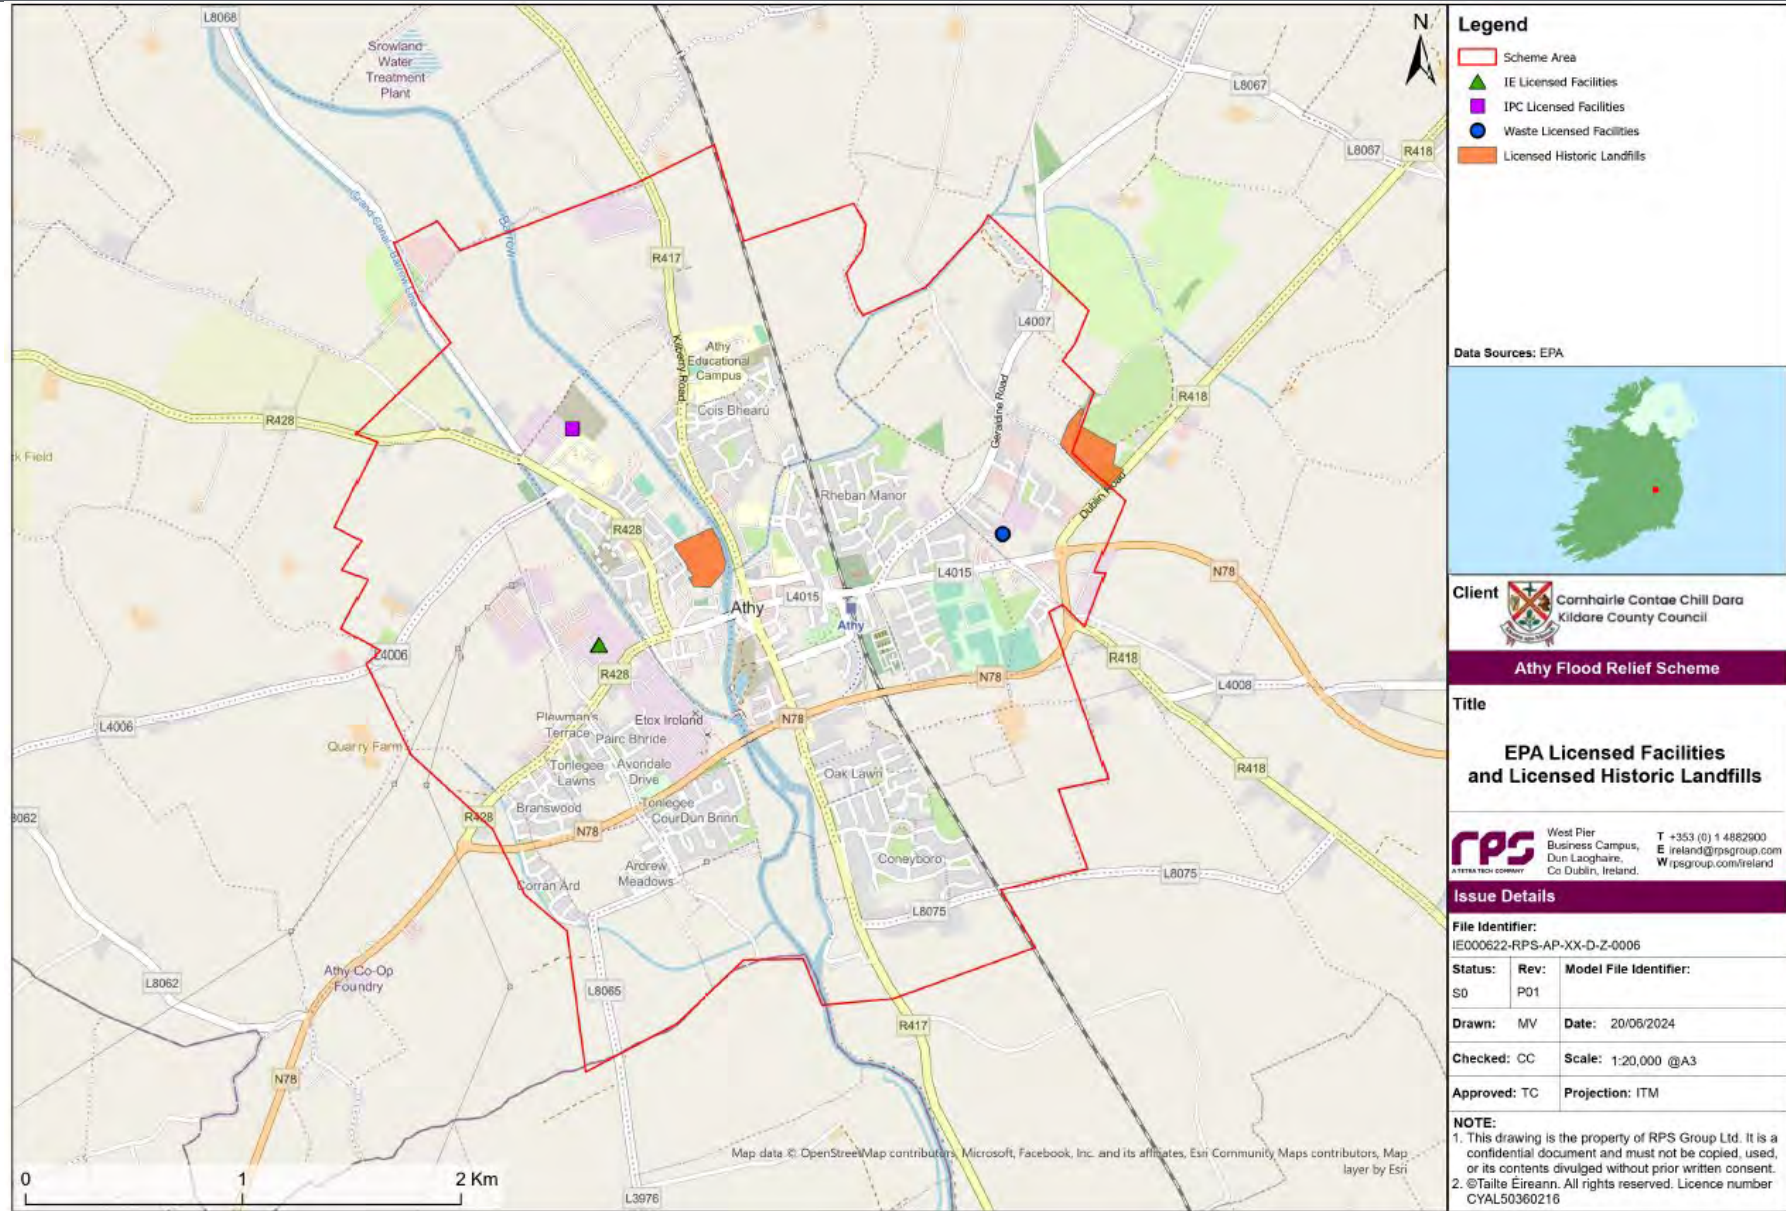 L8068
Srowland
Water
Treatment
Plant
N
L8067
L8067
R418
Grand Canal Barrow Line
Barrow
R417
L4007
Kilberry Road
Athy
Educational
Campus
Cois Bhearú
Geraldine Road
R418
R428
Rheban Manor
Dublin Road
R428
L4015
L4015
N78
Athy
Athy
L4006
R428
R418
N78
L4008
L4006
Quarry Farm
Plewman's
Terrace
Etex Ireland
Pairc Bhride
N78
Tonlegee
Lawns
Avondale
Drive
Oak Lawn
R418
Branswood
Tonlegee
Cour
Dun Brinn
R428
N78
Coneyboro
Ardrew
Meadows
Corran Ard
L8075
L8075
Athy Co-Op
Foundry
L8062
L8065
R417
N78
L3976
0 1 2 Km
Map data © OpenStreetMap contributors, Microsoft, Facebook, Inc. and its affiliates, Esri Community Maps contributors, Map
layer by Esri
Legend
Scheme Area
IE Licensed Facilities
IPC Licensed Facilities
Waste Licensed Facilities
Licensed Historic Landfills
Data Sources: EPA
Client
Comhairle Contae Chill Dara
Kildare County Council
Athy Flood Relief Scheme
Title
EPA Licensed Facilities
and Licensed Historic Landfills
rps
A TETRA TECH COMPANY
West Pier
Business Campus,
Dun Laoghaire,
Co Dublin, Ireland.
T +353 (0) 1 4882900
E ireland@rpsgroup.com
W rpsgroup.com/ireland
Issue Details
File Identifier:
IE000622-RPS-AP-XX-D-Z-0006
Status: Rev: Model File Identifier:
S0 P01
Drawn: MV Date: 20/06/2024
Checked: CC Scale: 1:20,000 @A3
Approved: TC Projection: ITM
NOTE:
1. This drawing is the property of RPS Group Ltd. It is a
confidential document and must not be copied, used,
or its contents divulged without prior written consent.
2. ©Tailte Éireann. All rights reserved. Licence number
CYAL50360216